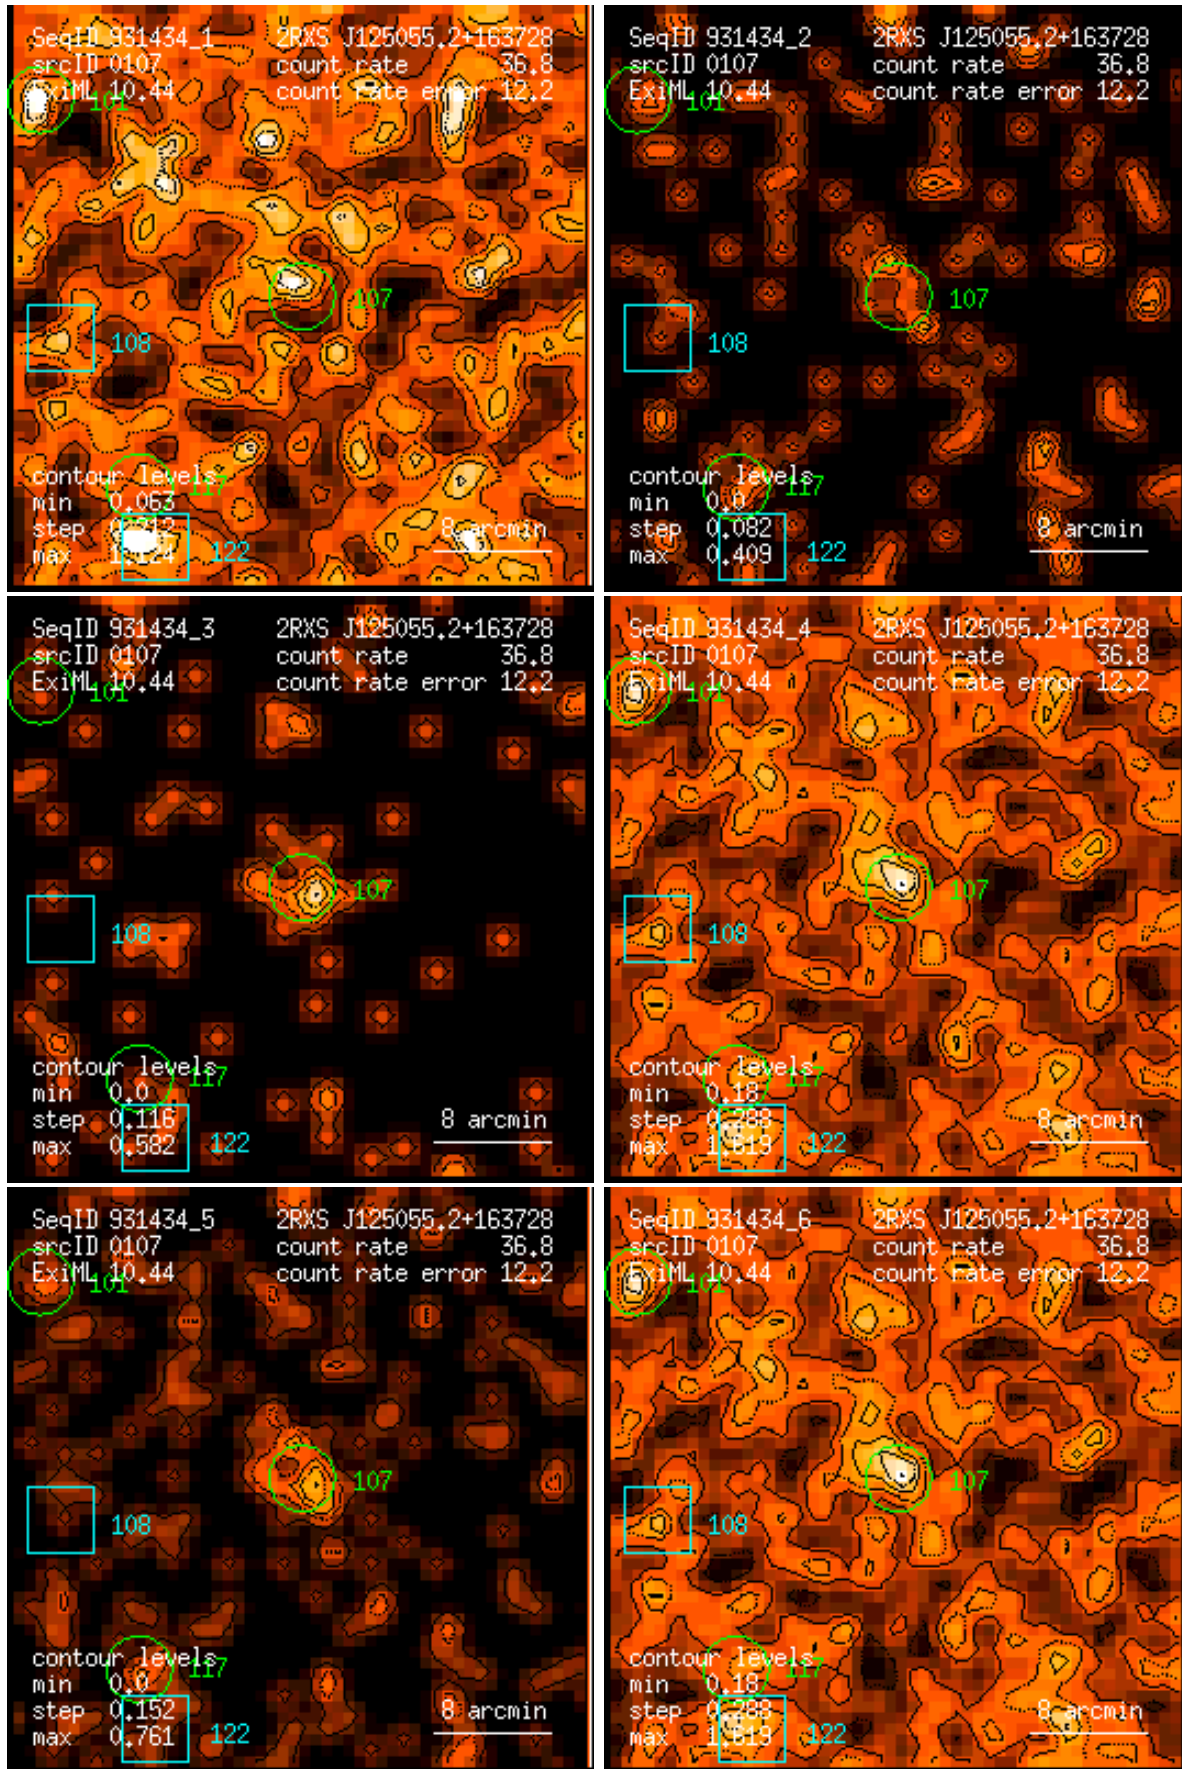 SeqID 931434_1 2RXS J125055.2+163728
srcID 0107 count rate 36.8
ExiML 10.44 count rate error 12.2
101
107
108
contour levels
117
min 0.063
step 0.212
max 1.124
8 arcmin
122
SeqID 931434_2 2RXS J125055.2+163728
srcID 0107 count rate 36.8
ExiML 10.44 count rate error 12.2
101
107
108
contour levels
117
min 0.0
step 0.082
max 0.409
8 arcmin
122
SeqID 931434_3 2RXS J125055.2+163728
srcID 0107 count rate 36.8
ExiML 10.44 count rate error 12.2
101
107
108
contour levels
117
min 0.0
step 0.116
max 0.582
8 arcmin
122
SeqID 931434_4 2RXS J125055.2+163728
srcID 0107 count rate 36.8
ExiML 10.44 count rate error 12.2
101
107
108
contour levels
117
min 0.18
step 0.288
max 1.619
8 arcmin
122
SeqID 931434_5 2RXS J125055.2+163728
srcID 0107 count rate 36.8
ExiML 10.44 count rate error 12.2
101
107
108
contour levels
117
min 0.0
step 0.152
max 0.761
8 arcmin
122
SeqID 931434_6 2RXS J125055.2+163728
srcID 0107 count rate 36.8
ExiML 10.44 count rate error 12.2
101
107
108
contour levels
117
min 0.18
step 0.288
max 1.619
8 arcmin
122